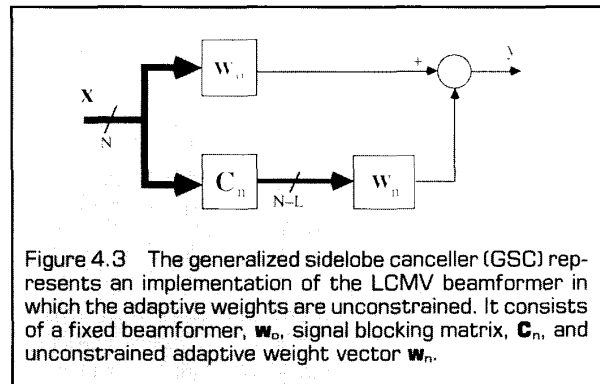 w_o
+
y
X
N
C_n
N-L
w_n
Figure 4.3 The generalized sidelobe canceller (GSC) rep-
resents an implementation of the LCMV beamformer in
which the adaptive weights are unconstrained. It consists
of a fixed beamformer, w_o, signal blocking matrix, C_n, and
unconstrained adaptive weight vector w_n.